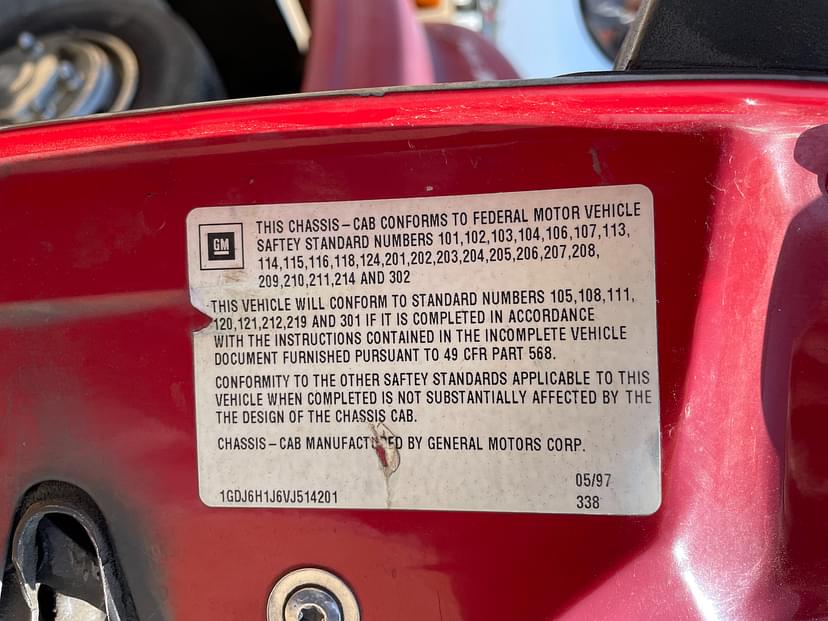 GM
THIS CHASSIS–CAB CONFORMS TO FEDERAL MOTOR VEHICLE
SAFTEY STANDARD NUMBERS 101,102,103,104,106,107,113,
114,115,116,118,124,201,202,203,204,205,206,207,208,
209,210,211,214 AND 302
THIS VEHICLE WILL CONFORM TO STANDARD NUMBERS 105,108,111,
120,121,212,219 AND 301 IF IT IS COMPLETED IN ACCORDANCE
WITH THE INSTRUCTIONS CONTAINED IN THE INCOMPLETE VEHICLE
DOCUMENT FURNISHED PURSUANT TO 49 CFR PART 568.
CONFORMITY TO THE OTHER SAFTEY STANDARDS APPLICABLE TO THIS
VEHICLE WHEN COMPLETED IS NOT SUBSTANTIALLY AFFECTED BY THE
THE DESIGN OF THE CHASSIS CAB.
CHASSIS–CAB MANUFACTURED BY GENERAL MOTORS CORP.
05/97
1GDJ6H1J6VJ514201
338